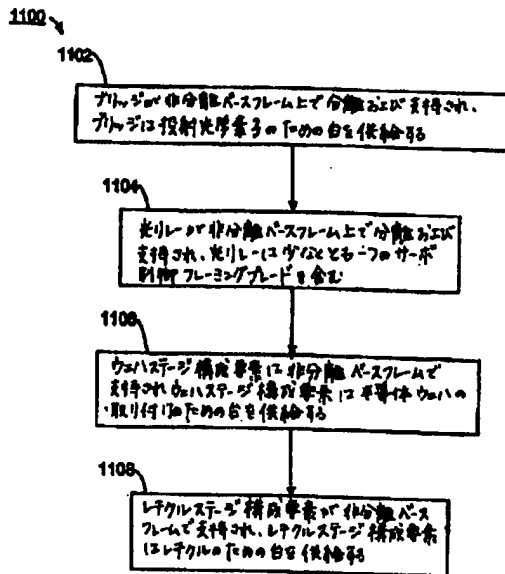 1100
1102
ブリッジが非分離ベースフレーム上で分離および支持され、
ブリッジは投射光学素子のための台を供給する
1104
光リレーが非分離ベースフレーム上で分離および
支持され、光リレーは少なくとも一つのサーボ
制御フレーミングブレードを含む
1106
ウェハステージ構成要素は非分離ベースフレームで
支持されウェハステージ構成要素は半導体ウェハの
取り付けのための台を供給する
1108
レチクルステージ構成要素が非分離ベース
フレームで支持され、レチクルステージ構成要素
はレチクルのための台を供給する